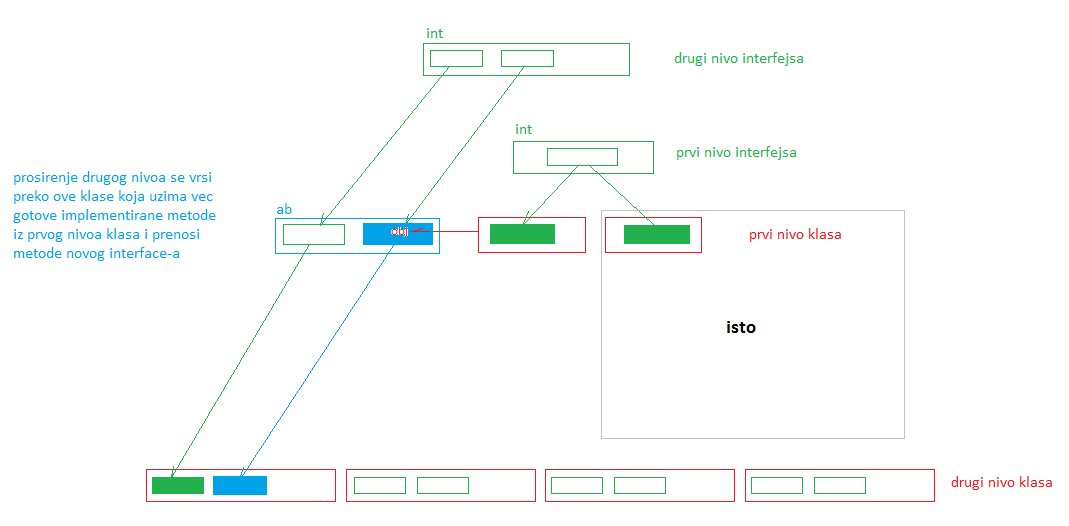 int
drugi nivo interfejsa
int
prvi nivo interfejsa
prosirenje drugog nivoa se vrsi
preko ove klase koja uzima vec
gotove implementirane metode
iz prvog nivoa klasa i prenosi
metode novog interface-a
ab
obj
prvi nivo klasa
isto
drugi nivo klasa